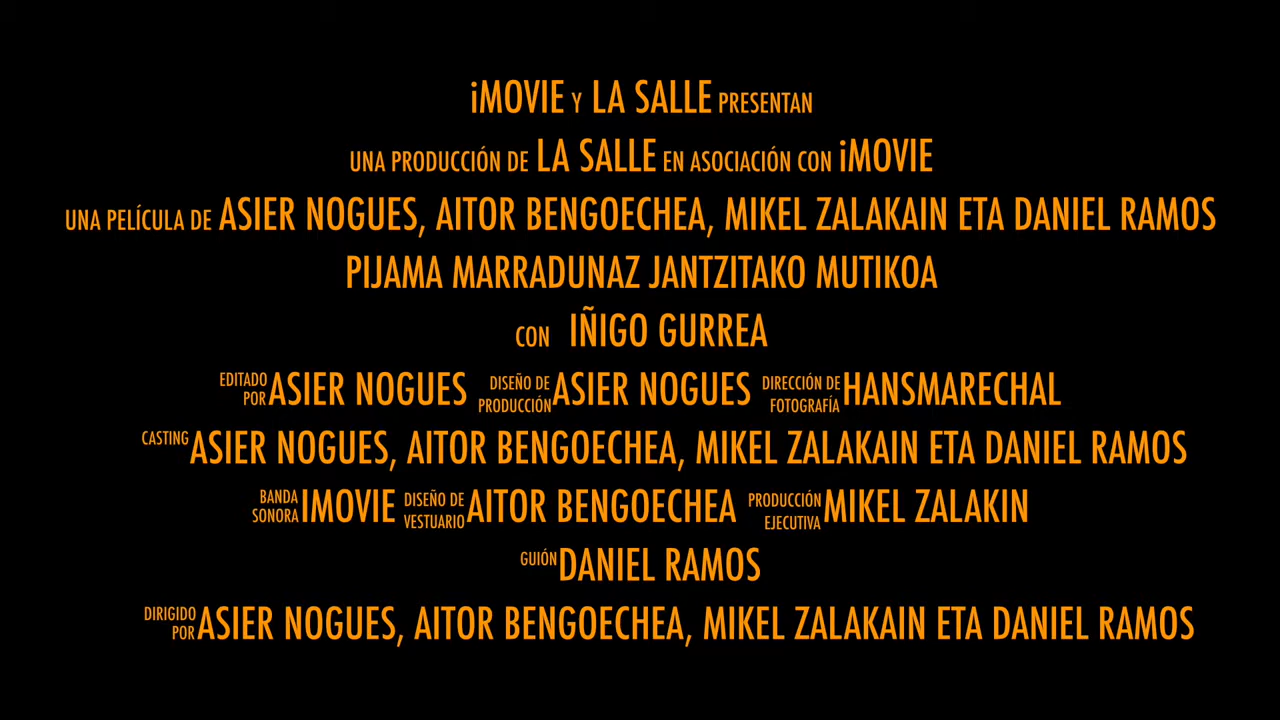 iMOVIE Y LA SALLE PRESENTAN
UNA PRODUCCIÓN DE LA SALLE EN ASOCIACIÓN CON iMOVIE
UNA PELÍCULA DE ASIER NOGUES, AITOR BENGOECHEA, MIKEL ZALAKAIN ETA DANIEL RAMOS
PIJAMA MARRADUNAZ JANTZITAKO MUTIKOA
CON IÑIGO GURREA
EDITADO POR ASIER NOGUES DISEÑO DE PRODUCCIÓN ASIER NOGUES DIRECCIÓN DE FOTOGRAFÍA HANSMARECHAL
CASTING ASIER NOGUES, AITOR BENGOECHEA, MIKEL ZALAKAIN ETA DANIEL RAMOS
BANDA SONORA IMOVIE DISEÑO DE VESTUARIO AITOR BENGOECHEA PRODUCCIÓN EJECUTIVA MIKEL ZALAKIN
GUIÓN DANIEL RAMOS
DIRIGIDO POR ASIER NOGUES, AITOR BENGOECHEA, MIKEL ZALAKAIN ETA DANIEL RAMOS